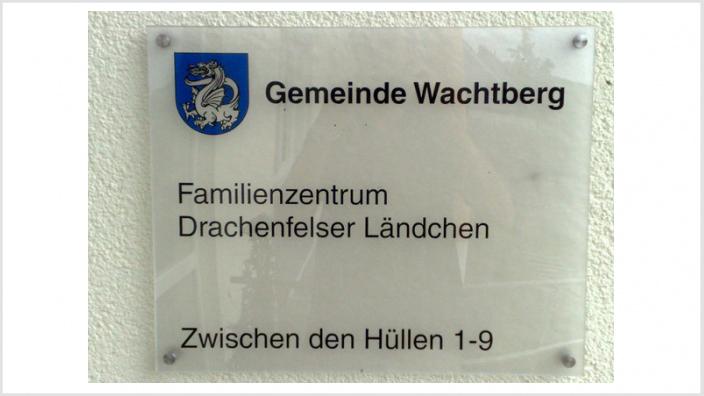 Gemeinde Wachtberg
Familienzentrum
Drachenfelser Ländchen
Zwischen den Hüllen 1-9